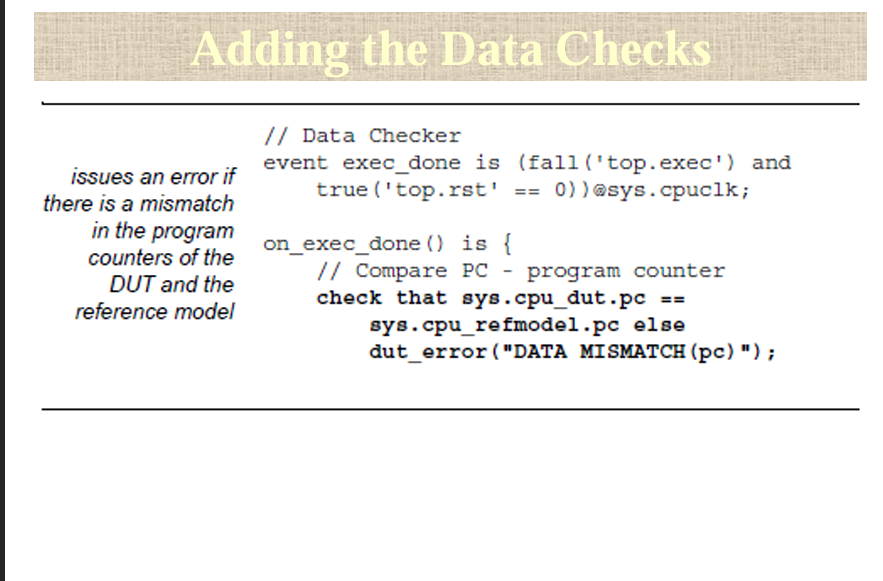 Adding the Data Checks
issues an error if
there is a mismatch
in the program
counters of the
DUT and the
reference model
// Data Checker
event exec_done is (fall('top.exec') and
true('top.rst' == 0))@sys.cpuclk;
on_exec_done() is {
// Compare PC - program counter
check that sys.cpu_dut.pc ==
sys.cpu_refmodel.pc else
dut_error("DATA MISMATCH(pc)");